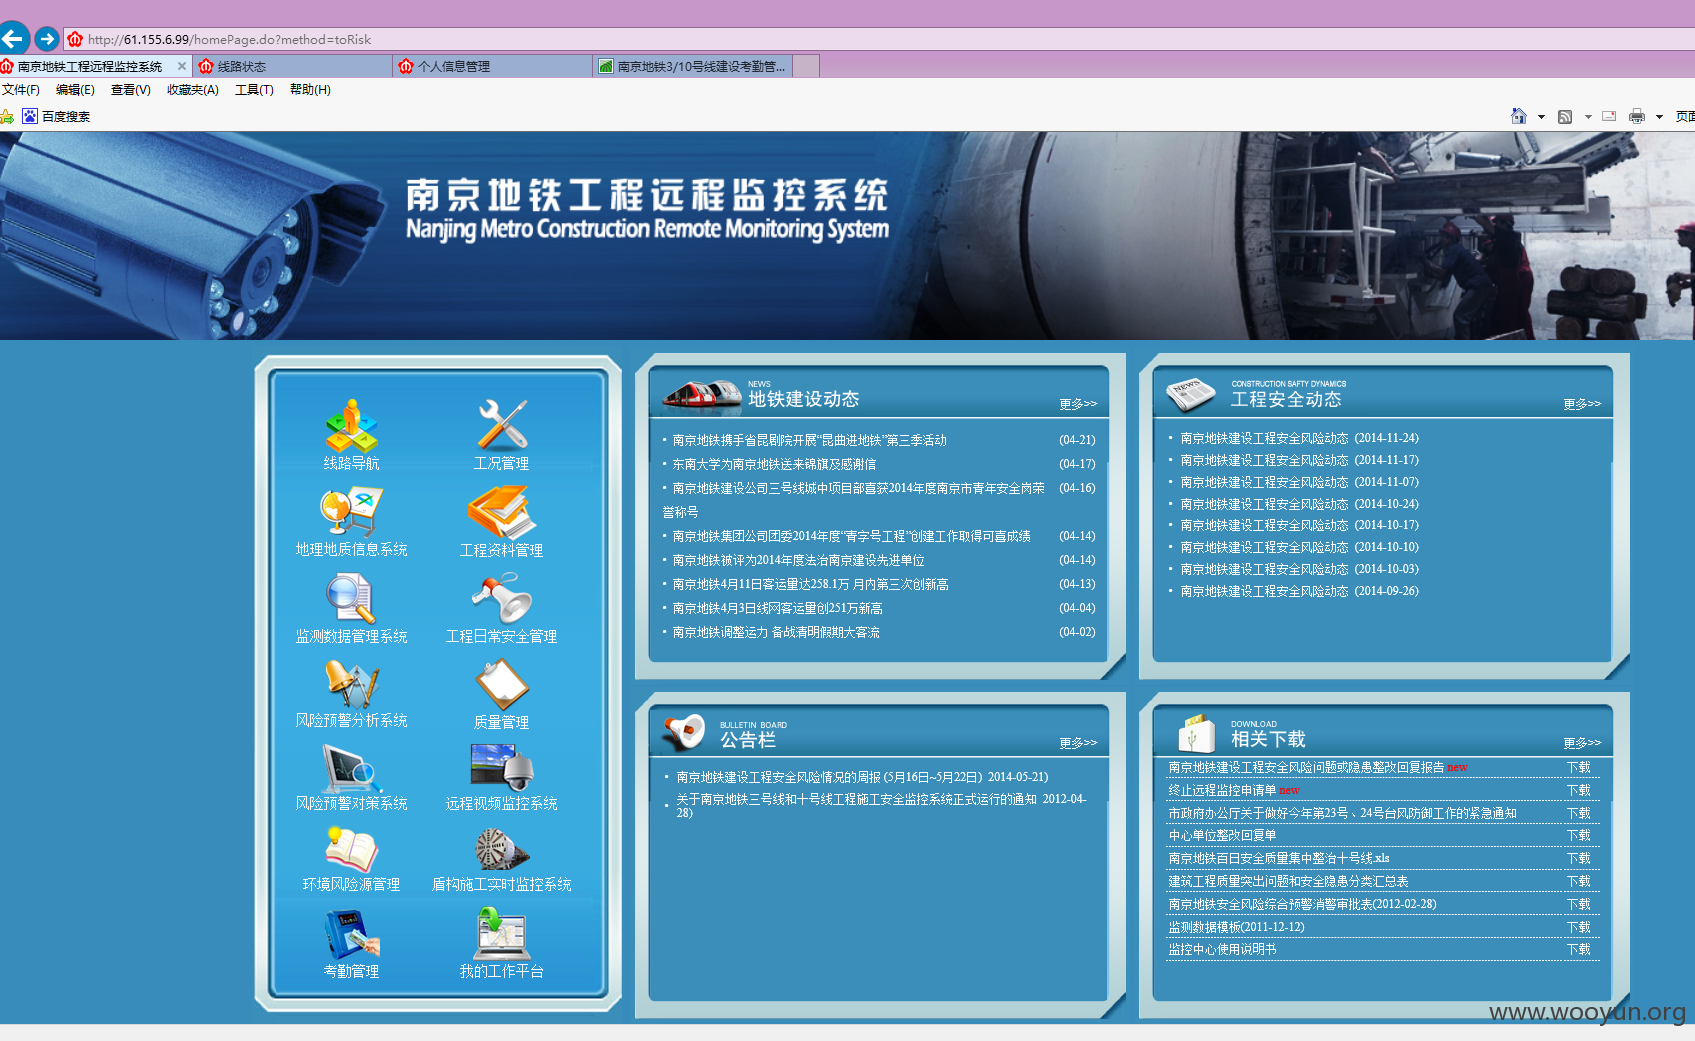 http://61.155.6.99/homePage.do?method=toRisk
南京地铁工程远程监控系统
线路状态
个人信息管理
南京地铁3/10号线建设考勤管...
文件(F) 编辑(E) 查看(V) 收藏夹(A) 工具(T) 帮助(H)
百度搜索
页面
南京地铁工程远程监控系统
Nanjing Metro Construction Remote Monitoring System
线路导航
工况管理
地理地质信息系统
工程资料管理
监测数据管理系统
工程日常安全管理
风险预警分析系统
质量管理
风险预警对策系统
远程视频监控系统
环境风险源管理
盾构施工实时监控系统
考勤管理
我的工作平台
NEWS
地铁建设动态
更多>>
南京地铁携手省昆剧院开展“昆曲进地铁”第三季活动 (04-21)
东南大学为南京地铁送来锦旗及感谢信 (04-17)
南京地铁建设公司三号线城中项目部喜获2014年度南京市青年安全岗荣 (04-16)
誉称号
南京地铁集团公司团委2014年度“青字号工程”创建工作取得可喜成绩 (04-14)
南京地铁被评为2014年度法治南京建设先进单位 (04-14)
南京地铁4月11日客运量达258.1万 月内第三次创新高 (04-13)
南京地铁4月3日线网客运量创251万新高 (04-04)
南京地铁调整运力 备战清明假期大客流 (04-02)
NEWS
CONSTRUCTION SAFTY DYNAMICS
工程安全动态
更多>>
南京地铁建设工程安全风险动态 (2014-11-24)
南京地铁建设工程安全风险动态 (2014-11-17)
南京地铁建设工程安全风险动态 (2014-11-07)
南京地铁建设工程安全风险动态 (2014-10-24)
南京地铁建设工程安全风险动态 (2014-10-17)
南京地铁建设工程安全风险动态 (2014-10-10)
南京地铁建设工程安全风险动态 (2014-10-03)
南京地铁建设工程安全风险动态 (2014-09-26)
BULLETIN BOARD
公告栏
更多>>
南京地铁建设工程安全风险情况的周报 (5月16日~5月22日) 2014-05-21)
关于南京地铁三号线和十号线工程施工安全监控系统正式运行的通知 2012-04-
28)
DOWNLOAD
相关下载
更多>>
南京地铁建设工程安全风险问题或隐患整改回复报告 new 下载
终止远程监控申请单 new 下载
市政府办公厅关于做好今年第23号、24号台风防御工作的紧急通知 下载
中心单位整改回复单 下载
南京地铁百日安全质量集中整治十号线.xls 下载
建筑工程质量突出问题和安全隐患分类汇总表 下载
南京地铁安全风险综合预警消警审批表(2012-02-28) 下载
监测数据模板(2011-12-12) 下载
监控中心使用说明书 下载
www.wooyun.org